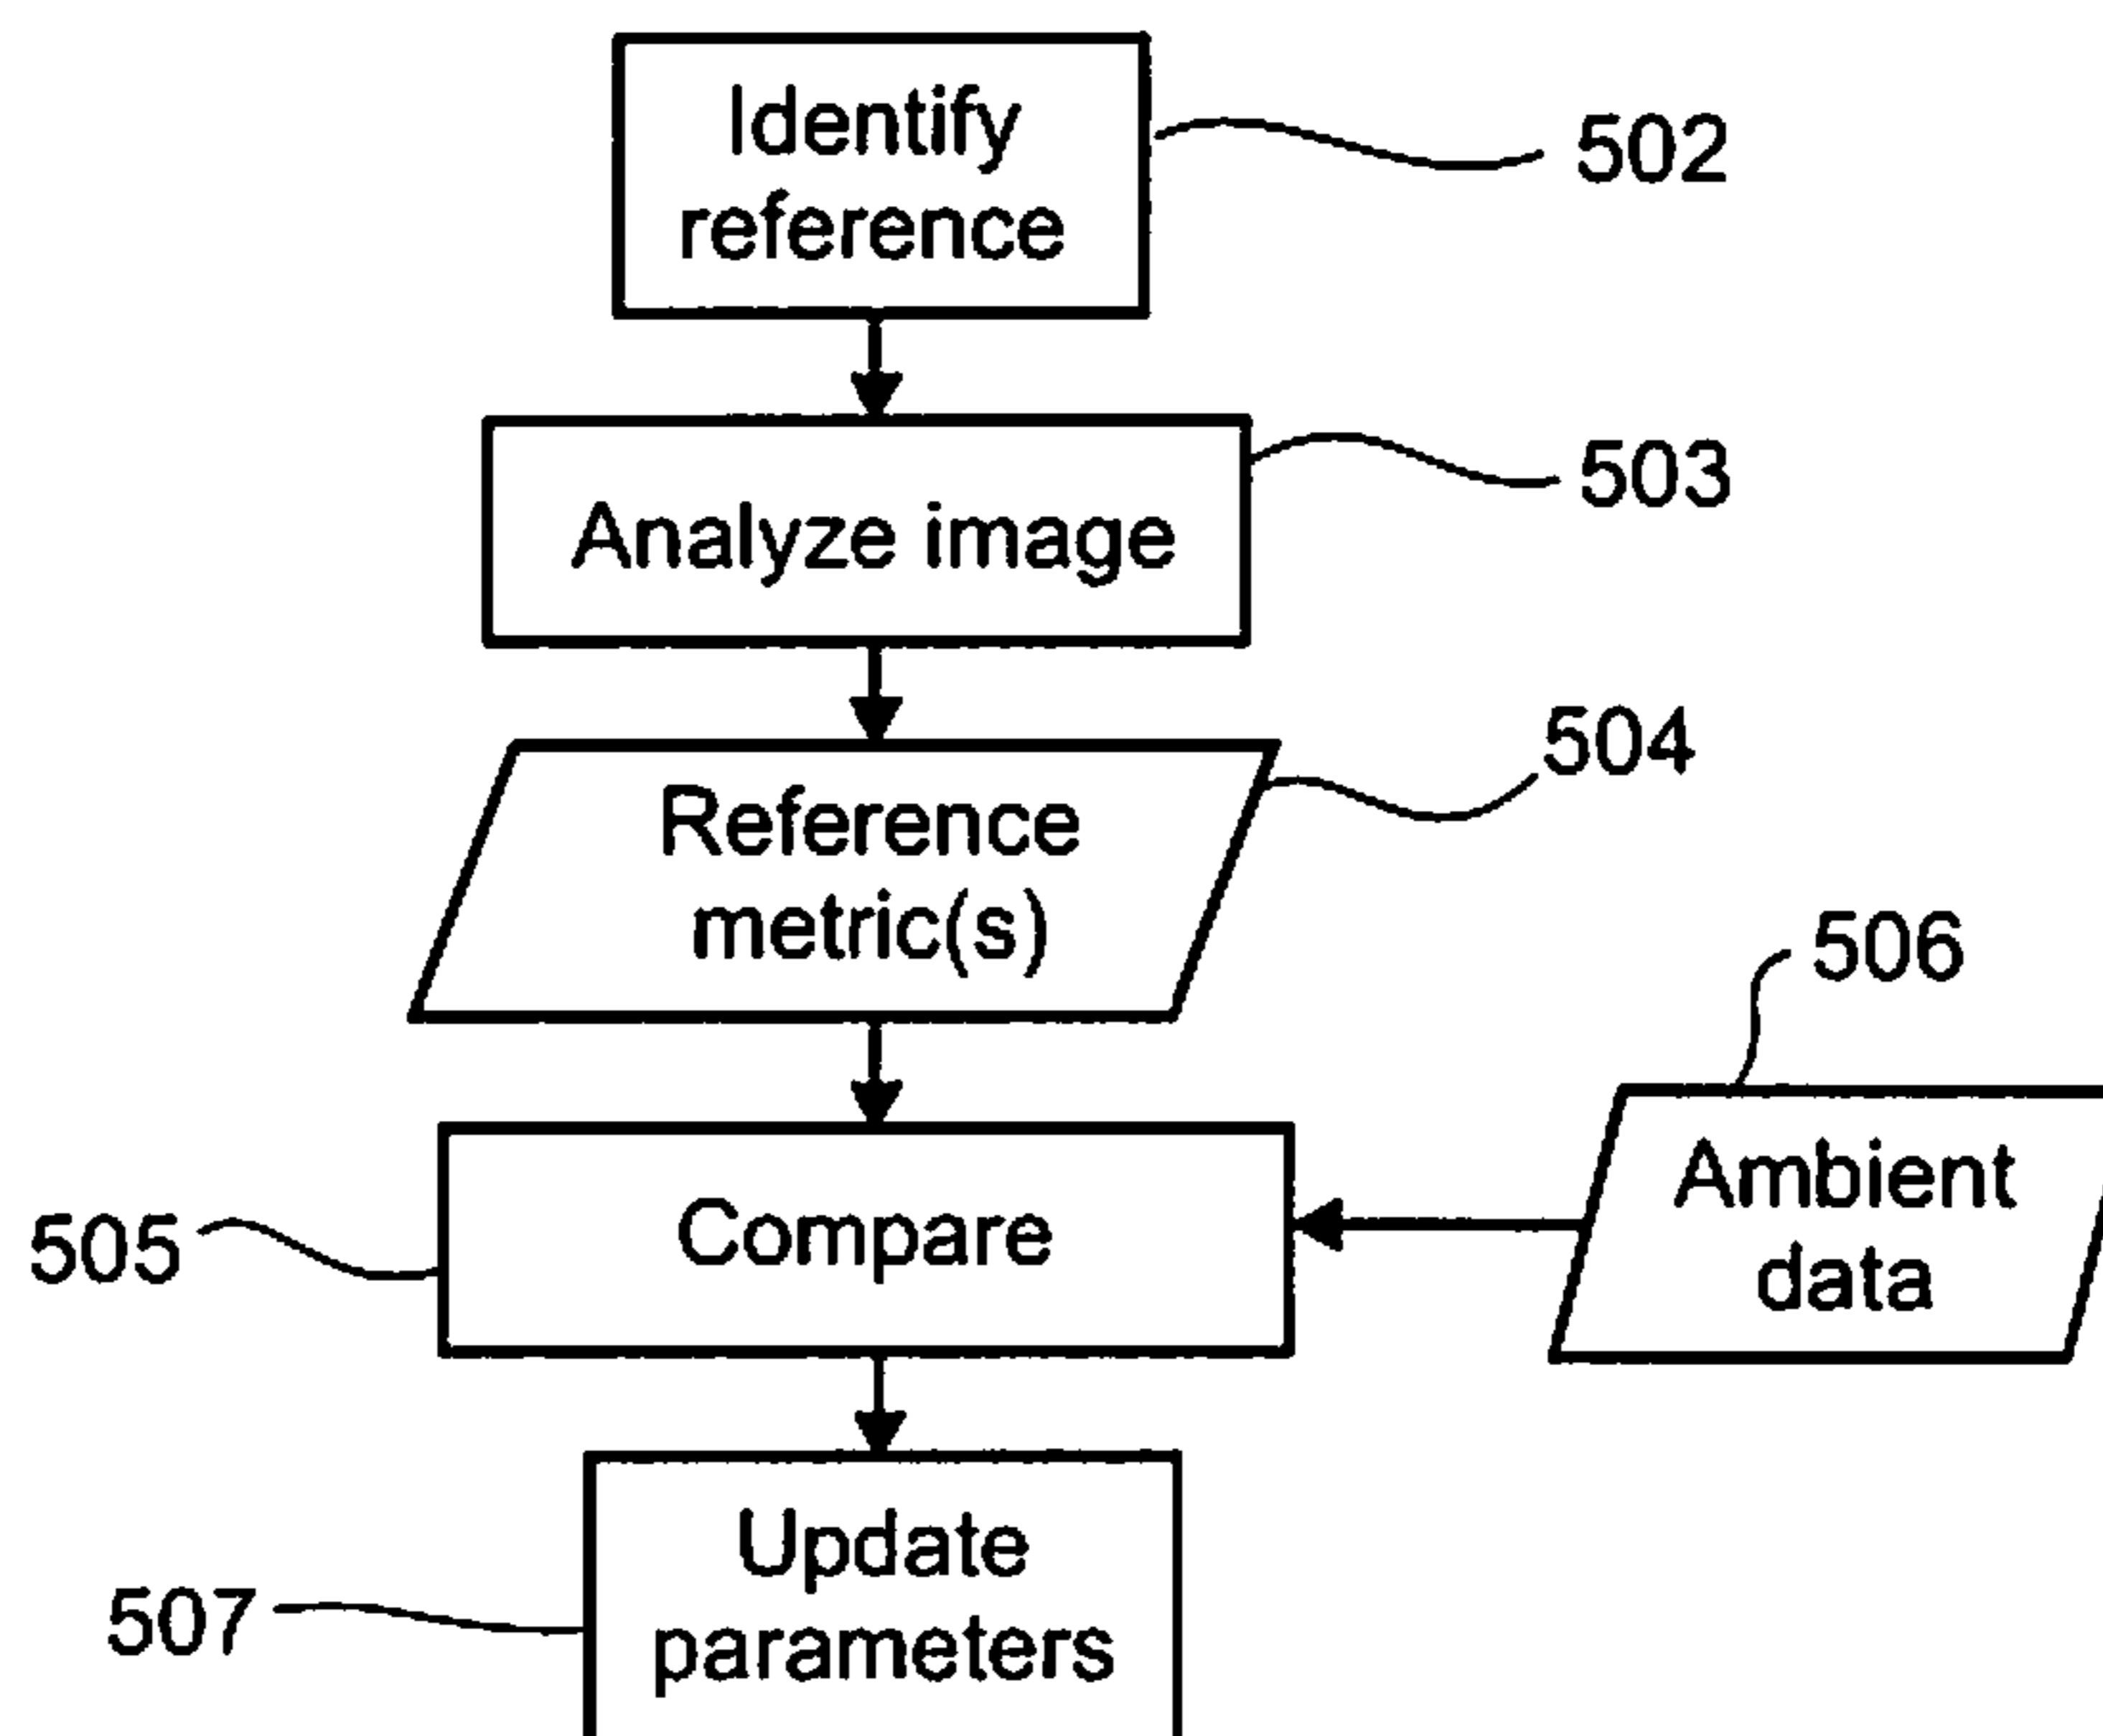 Identify
reference
502
Analyze image
503
504
Reference
metric(s)
506
Ambient
data
505
Compare
Update
parameters
507